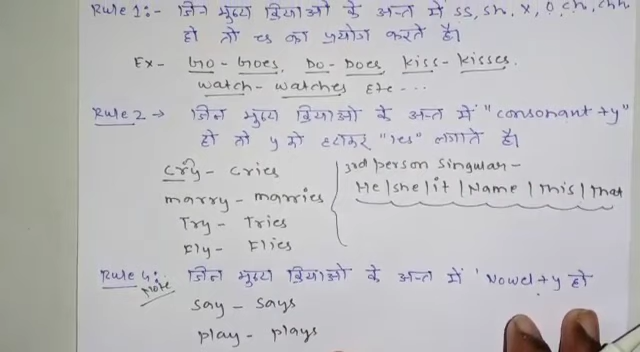 Rule 1:- जिन मुख्य क्रियाओं के अन्त में ss, sh, x, o, ch, chh
हो तो es का प्रयोग करते है।
Ex- Go - Goes, Do - Does, kiss - kisses.
watch - watches Etc...
Rule 2 → जिन मुख्य क्रियाओं के अन्त में "consonant +y"
हो तो y को हटाकर "ies" लगाते है।
cry - cries
marry - marries
Try - Tries
Fly - Flies
3rd person singular -
He|she|it|Name|This|That
Rule 4: जिन मुख्य क्रियाओं के अन्त में 'Vowel +y हो
Note
say - says
play - plays